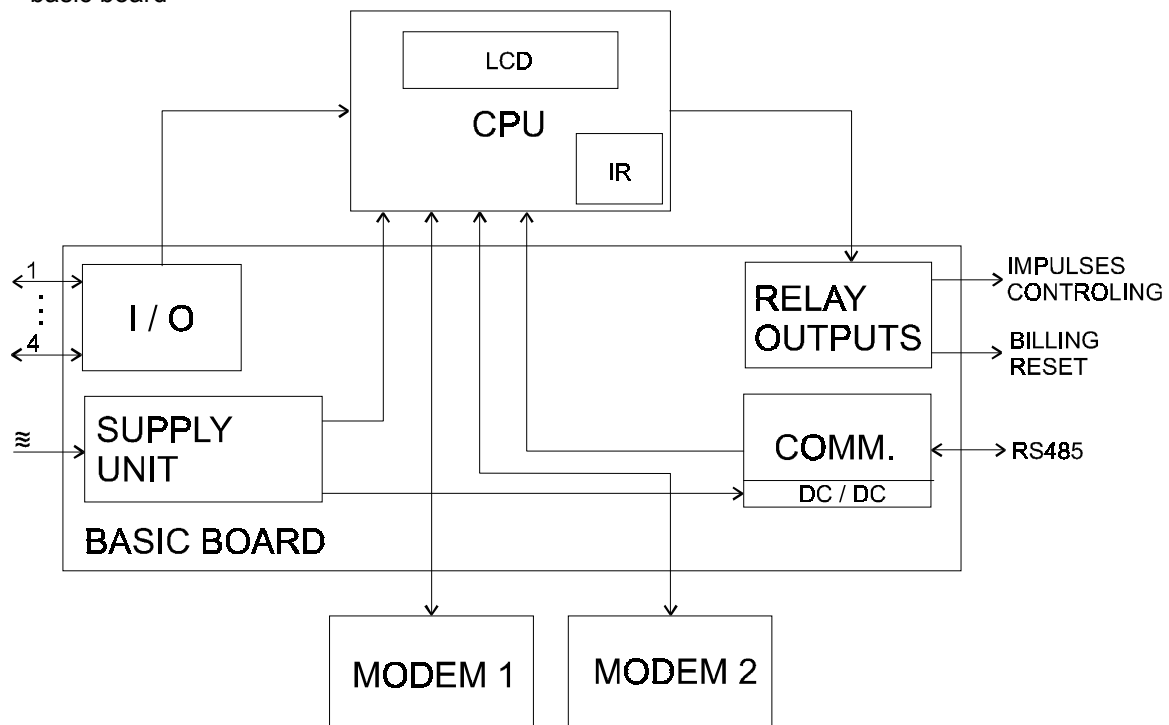 basic board
LCD
CPU
IR
1
I / O
4
RELAY
OUTPUTS
IMPULSES
CONTROLING
BILLING
RESET
SUPPLY
UNIT
≋
COMM.
DC / DC
RS485
BASIC BOARD
MODEM 1
MODEM 2